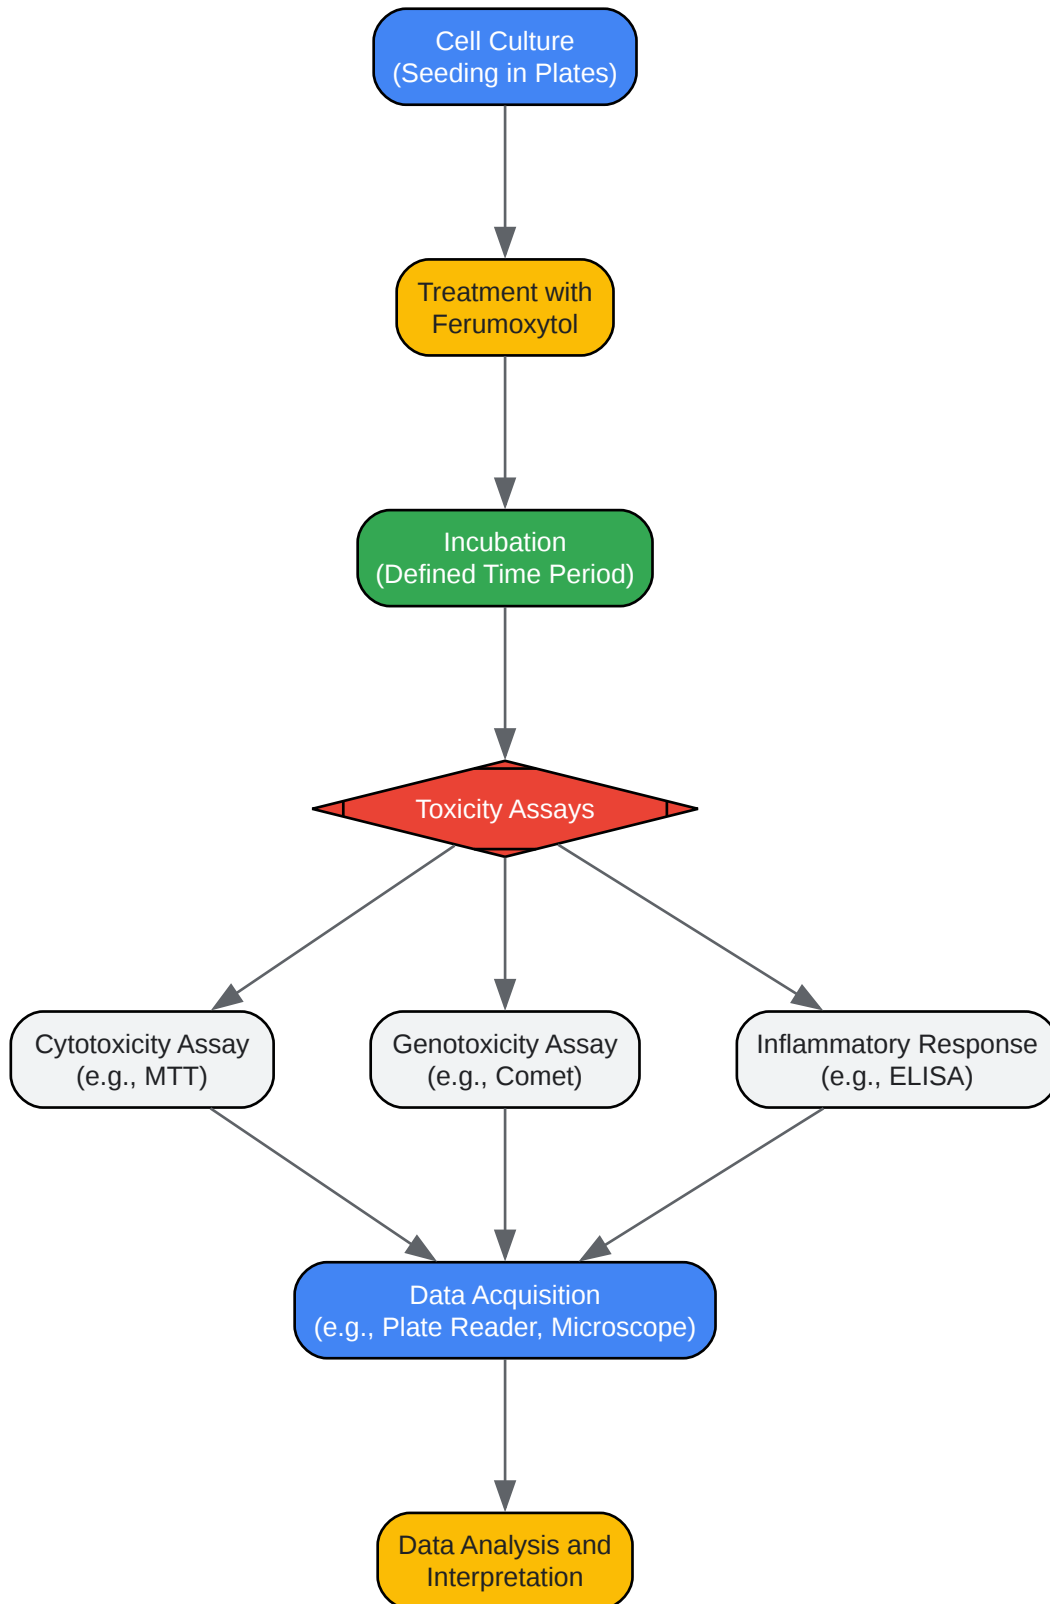 Cell Culture
(Seeding in Plates)
Treatment with
Ferumoxytol
Incubation
(Defined Time Period)
Toxicity Assays
Cytotoxicity Assay
(e.g., MTT)
Genotoxicity Assay
(e.g., Comet)
Inflammatory Response
(e.g., ELISA)
Data Acquisition
(e.g., Plate Reader, Microscope)
Data Analysis and
Interpretation